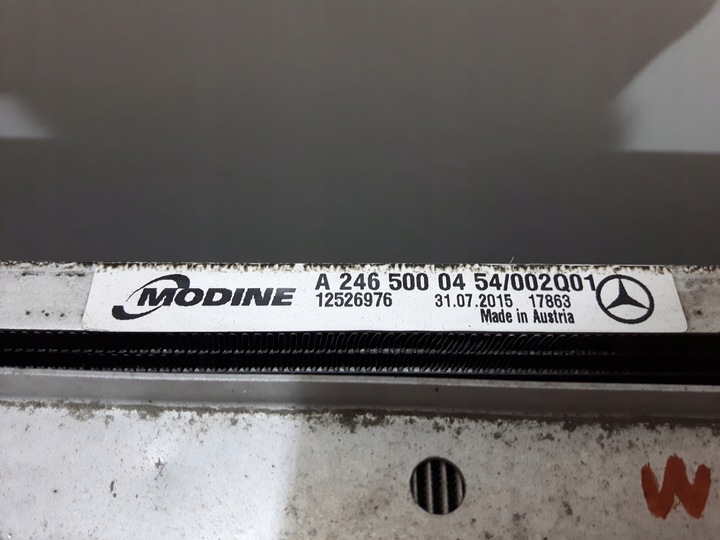 MODINE
A 246 500 04 54/002Q01
12526976 31.07.2015 17863
Made in Austria
W